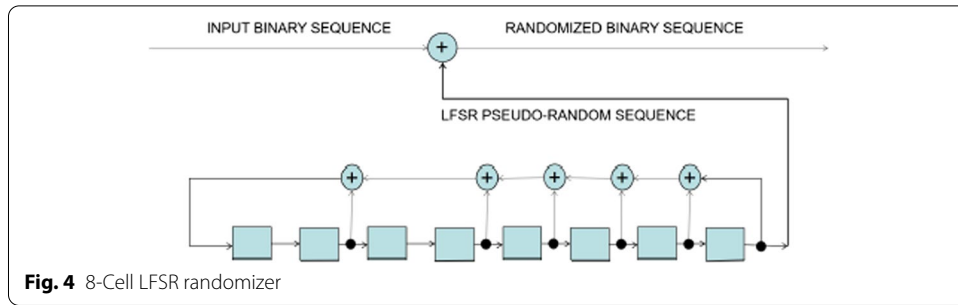 INPUT BINARY SEQUENCE
RANDOMIZED BINARY SEQUENCE
+
LFSR PSEUDO-RANDOM SEQUENCE
+ + + + +
Fig. 4 8-Cell LFSR randomizer